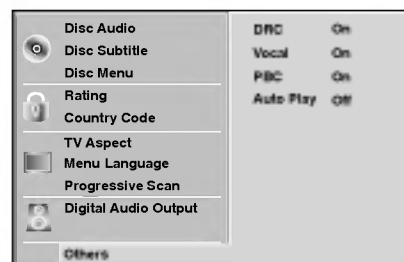 Disc Audio
Disc Subtitle
Disc Menu
Rating
Country Code
TV Aspect
Menu Language
Progressive Scan
Digital Audio Output
Others
DRC On
Vocal On
PBC On
Auto Play Off